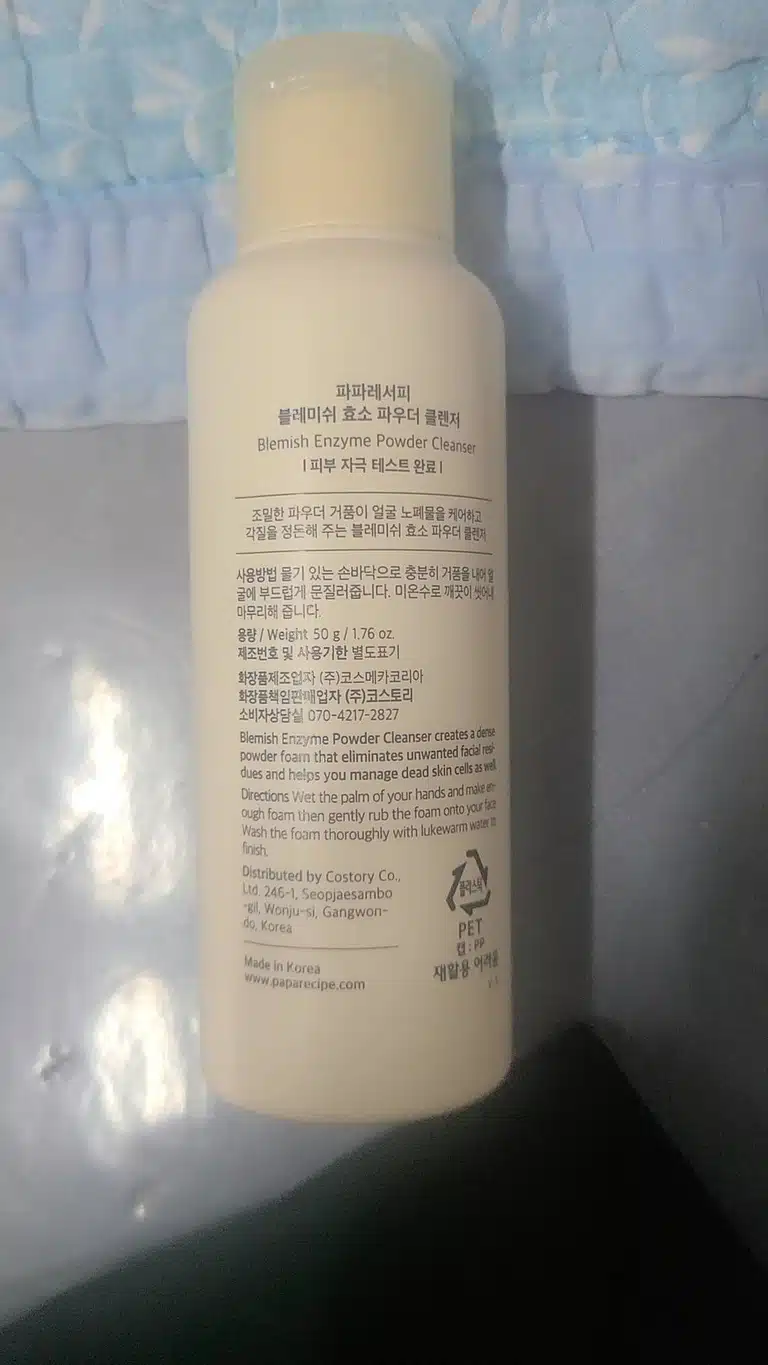 파파레서피
블레미쉬 효소 파우더 클렌저
Blemish Enzyme Powder Cleanser
| 피부 자극 테스트 완료 |
조밀한 파우더 거품이 얼굴 노폐물을 케어하고
각질을 정돈해 주는 블레미쉬 효소 파우더 클렌저
사용방법 물기 있는 손바닥으로 충분히 거품을 내어 얼
굴에 부드럽게 문질러줍니다. 미온수로 깨끗이 씻어내
마무리해 줍니다.
용량 / Weight 50 g / 1.76 oz.
제조번호 및 사용기한 별도표기
화장품제조업자 (주)코스메카코리아
화장품책임판매업자 (주)코스토리
소비자상담실 070-4217-2827
Blemish Enzyme Powder Cleanser creates a dense
powder foam that eliminates unwanted facial resi-
dues and helps you manage dead skin cells as well.
Directions Wet the palm of your hands and make en-
ough foam then gently rub the foam onto your face
Wash the foam thoroughly with lukewarm water to
finish.
Distributed by Costory Co.,
Ltd. 246-1, Seopjaesambo
-gil, Wonju-si, Gangwon-
do, Korea
Made in Korea
www.paparecipe.com
플라스틱
PET
캡 : PP
재활용 어려움